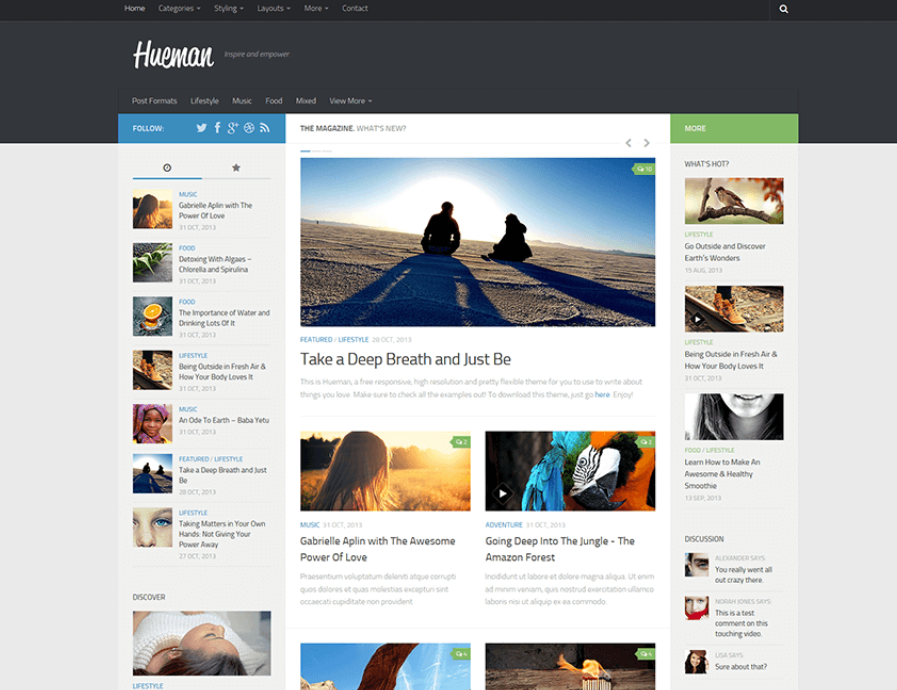 Home Categories Styling Layouts More Contact
Hueman Inspire and empower
Post Formats Lifestyle Music Food Mixed View More
FOLLOW:
MUSIC
Gabrielle Aplin with The
Power Of Love
31 OCT, 2013
FOOD
Detoxing With Algaes –
Chlorella and Spirulina
31 OCT, 2013
FOOD
The Importance of Water and
Drinking Lots Of It
31 OCT, 2013
LIFESTYLE
Being Outside in Fresh Air &
How Your Body Loves It
31 OCT, 2013
MUSIC
An Ode To Earth – Baba Yetu
31 OCT, 2013
FEATURED / LIFESTYLE
Take a Deep Breath and Just
Be
28 OCT, 2013
LIFESTYLE
Taking Matters in Your Own
Hands: Not Giving Your
Power Away
27 OCT, 2013
DISCOVER
LIFESTYLE
THE MAGAZINE. WHAT'S NEW?
10
FEATURED / LIFESTYLE 28 OCT, 2013
Take a Deep Breath and Just Be
This is Hueman, a free responsive, high resolution and pretty flexible theme for you to use to write about
things you love. Make sure to check all the examples out! To download this theme, just go here. Enjoy!
2
MUSIC 31 OCT, 2013
Gabrielle Aplin with The Awesome
Power Of Love
Praesentium voluptatum deleniti atque corrupti
quos dolores et quas molestias excepturi sint
occaecati cupiditate non provident.
2
ADVENTURE 31 OCT, 2013
Going Deep Into The Jungle - The
Amazon Forest
Incididunt ut labore et dolore magna aliqua. Ut enim
ad minim veniam, quis nostrud exercitation ullamco
laboris nisi ut aliquip ex ea commodo.
4
4
MORE
WHAT'S HOT?
LIFESTYLE
Go Outside and Discover
Earth's Wonders
15 AUG, 2013
LIFESTYLE
Being Outside in Fresh Air &
How Your Body Loves It
31 OCT, 2013
FOOD / LIFESTYLE
Learn How to Make An
Awesome & Healthy
Smoothie
13 SEP, 2013
DISCUSSION
ALEXANDER SAYS:
You really went all
out crazy there.
NORAH JONES SAYS:
This is a test
comment on this
touching video.
LISA SAYS:
Sure about that?